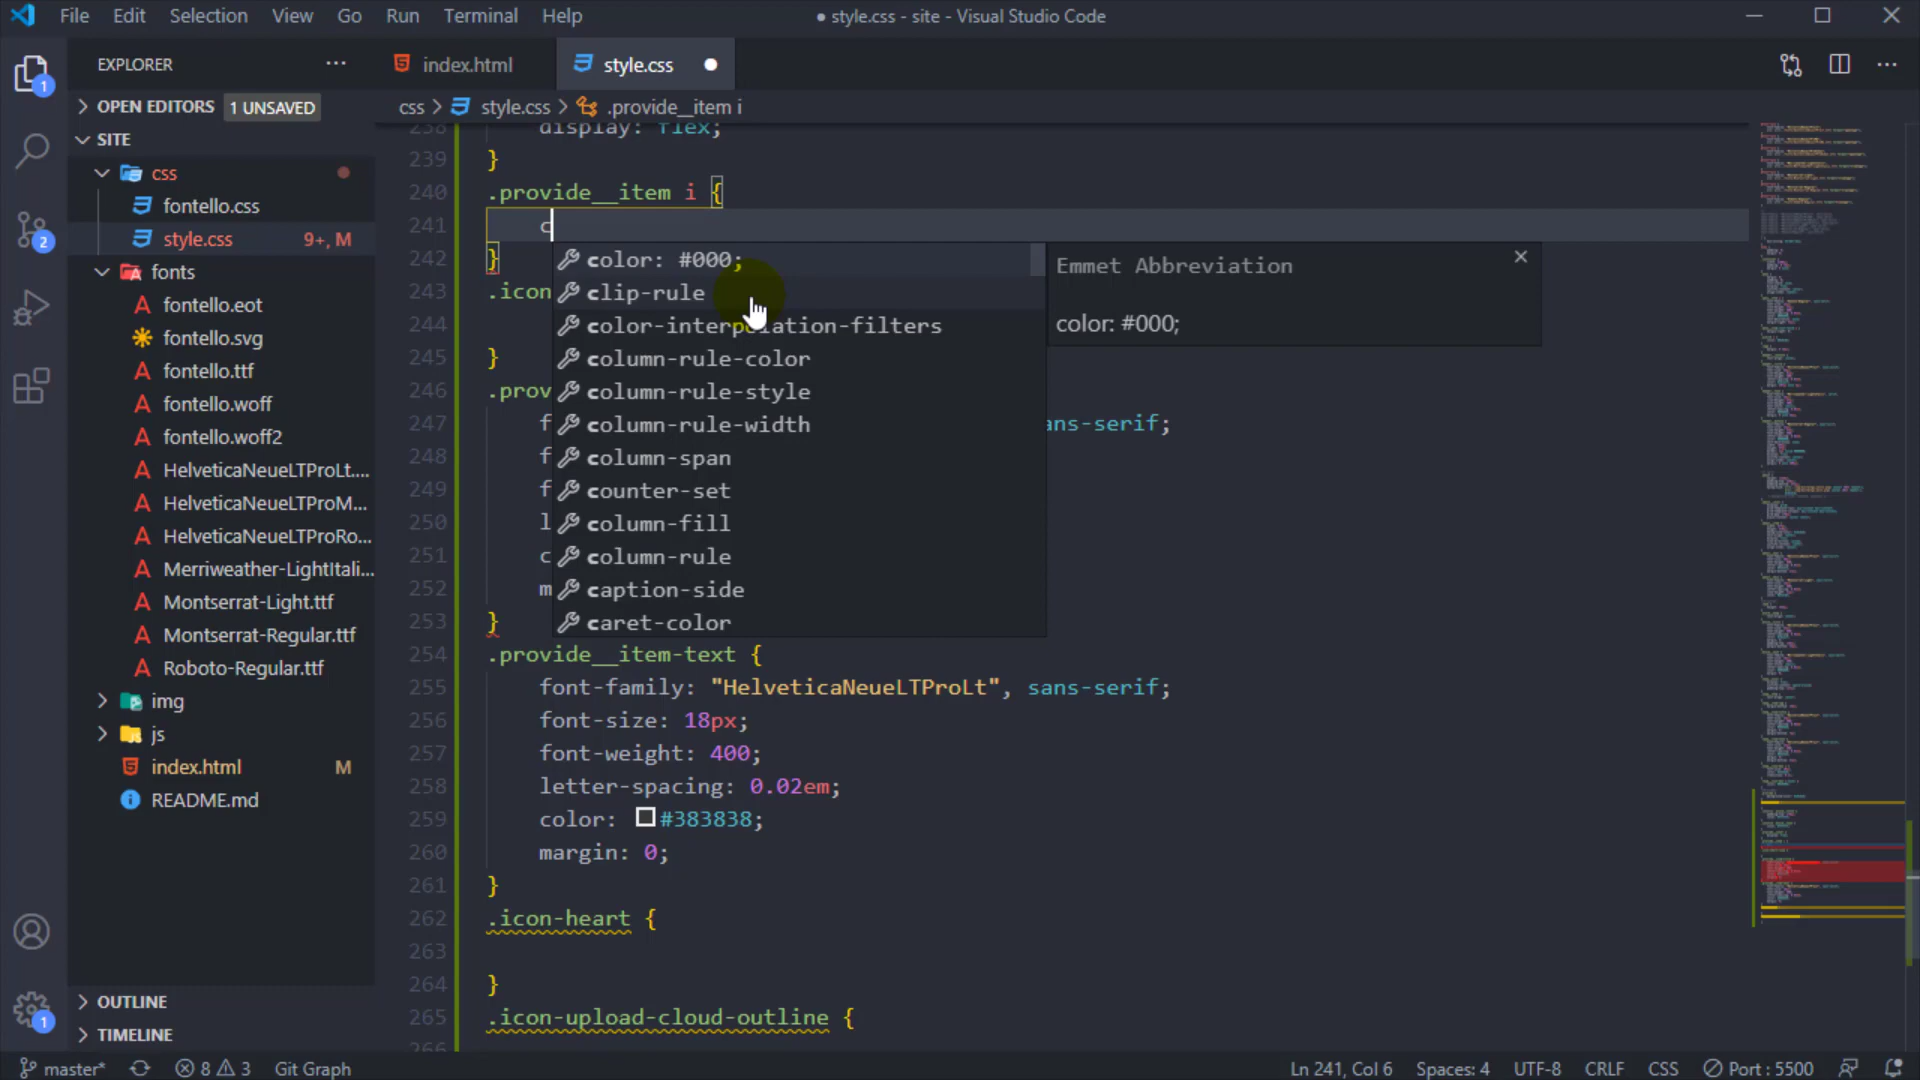 File Edit Selection View Go Run Terminal Help ● style.css - site - Visual Studio Code
EXPLORER ···
OPEN EDITORS 1 UNSAVED
SITE
css
fontello.css
style.css 9+, M
fonts
fontello.eot
fontello.svg
fontello.ttf
fontello.woff
fontello.woff2
HelveticaNeueLTProLt....
HelveticaNeueLTProM...
HelveticaNeueLTProRo...
Merriweather-LightItali...
Montserrat-Light.ttf
Montserrat-Regular.ttf
Roboto-Regular.ttf
img
js
index.html M
README.md
OUTLINE
TIMELINE
1
2
1
index.html style.css ●
css > style.css > .provide__item i
238 display: flex;
239 }
240 .provide__item i {
241 c
242 }
243 .icon
244
245 }
246 .prov
247 f ans-serif;
248 f
249 f
250 l
251 c
252 m
253 }
254 .provide__item-text {
255 font-family: "HelveticaNeueLTProLt", sans-serif;
256 font-size: 18px;
257 font-weight: 400;
258 letter-spacing: 0.02em;
259 color: #383838;
260 margin: 0;
261 }
262 .icon-heart {
263
264 }
265 .icon-upload-cloud-outline {
266
color: #000;
clip-rule
color-interpolation-filters
column-rule-color
column-rule-style
column-rule-width
column-span
counter-set
column-fill
column-rule
caption-side
caret-color
Emmet Abbreviation
color: #000;
master* 8 3 Git Graph Ln 241, Col 6 Spaces: 4 UTF-8 CRLF CSS Port : 5500